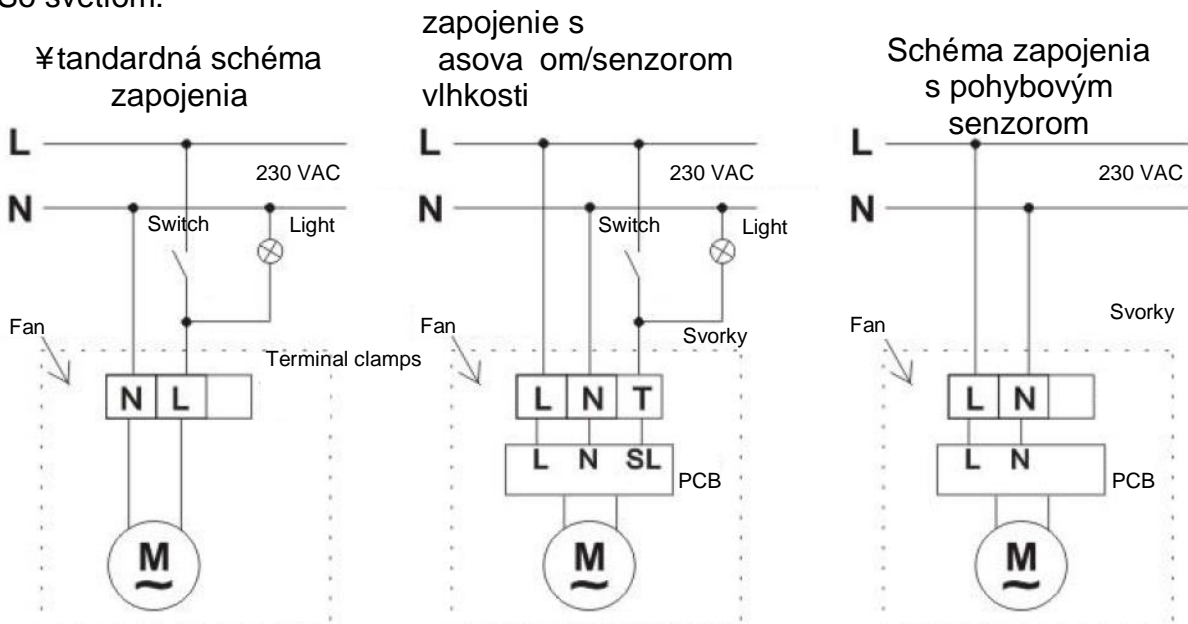 So svetlom:
¥tandardná schéma
zapojenia
L
230 VAC
N
Switch
Light
Fan
Terminal clamps
N L
M
~
zapojenie s
asova om/senzorom
vlhkosti
L
230 VAC
N
Switch
Light
Fan
Svorky
L N T
L N SL
PCB
M
~
Schéma zapojenia
s pohybovým
senzorom
L
230 VAC
N
Svorky
Fan
L N
L N
PCB
M
~